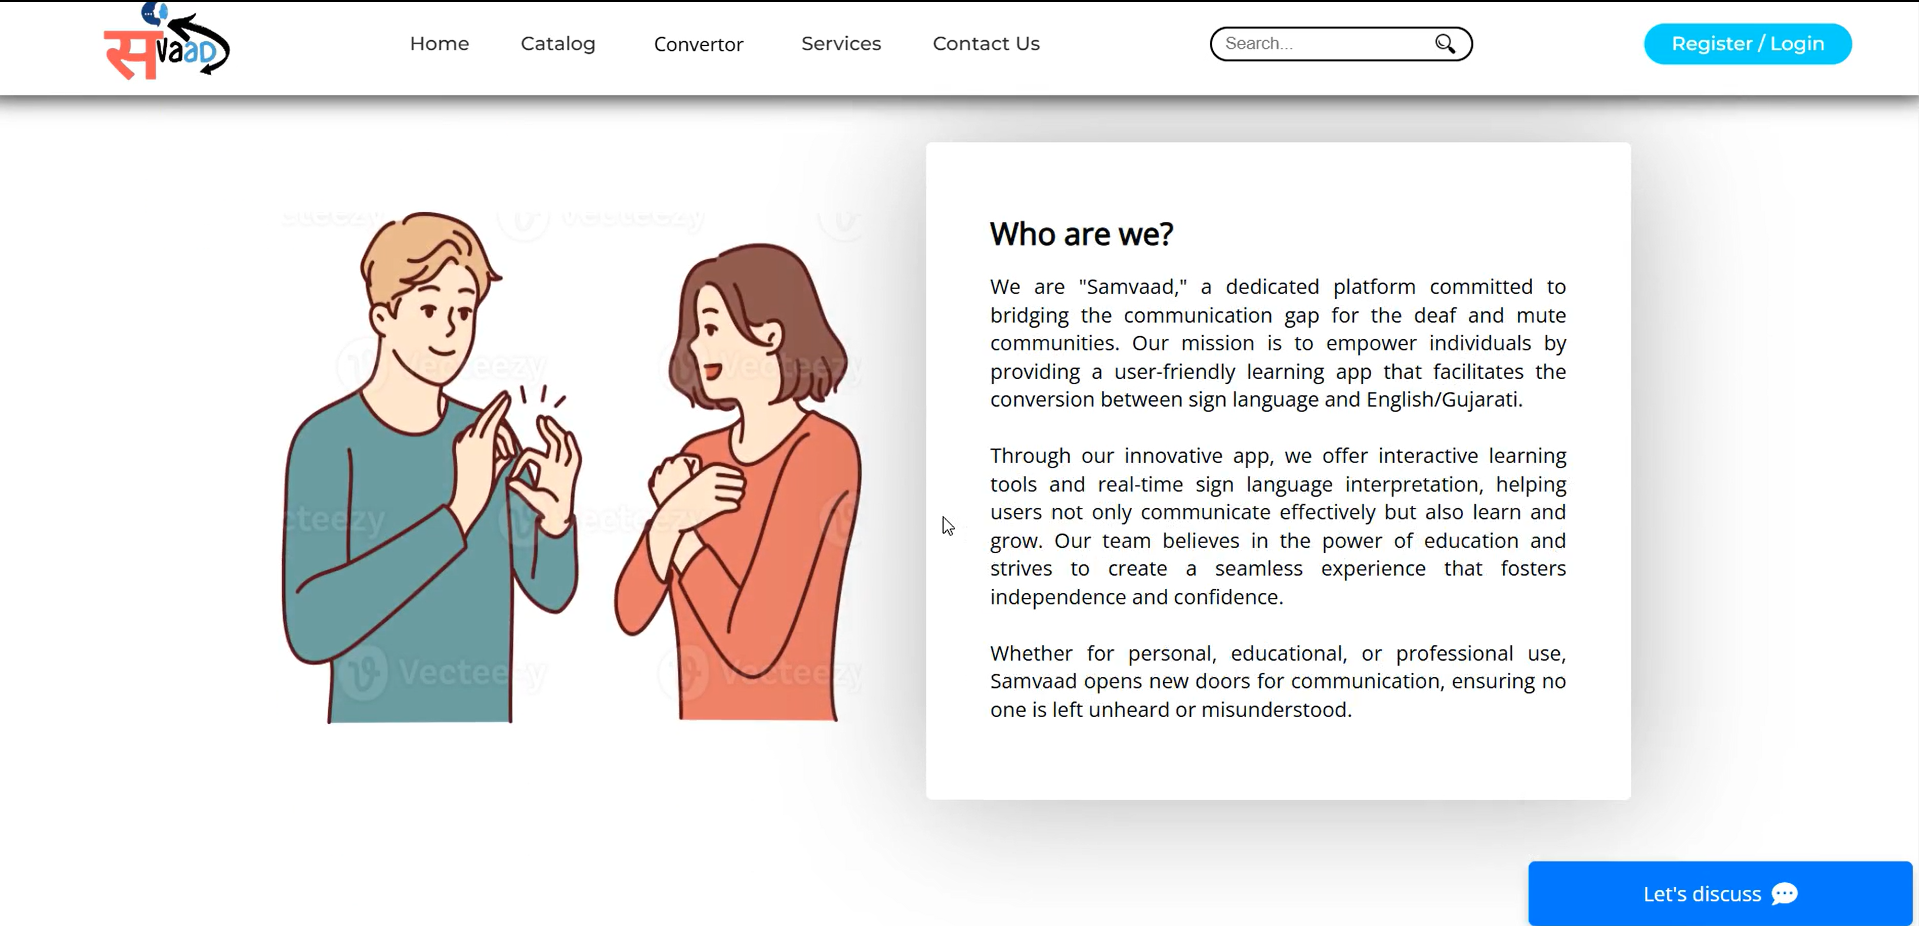 सvaaD
Home Catalog Convertor Services Contact Us Search... Register / Login
Who are we?
We are "Samvaad," a dedicated platform committed to
bridging the communication gap for the deaf and mute
communities. Our mission is to empower individuals by
providing a user-friendly learning app that facilitates the
conversion between sign language and English/Gujarati.
Through our innovative app, we offer interactive learning
tools and real-time sign language interpretation, helping
users not only communicate effectively but also learn and
grow. Our team believes in the power of education and
strives to create a seamless experience that fosters
independence and confidence.
Whether for personal, educational, or professional use,
Samvaad opens new doors for communication, ensuring no
one is left unheard or misunderstood.
Vecteezy
Vecteezy
Let's discuss